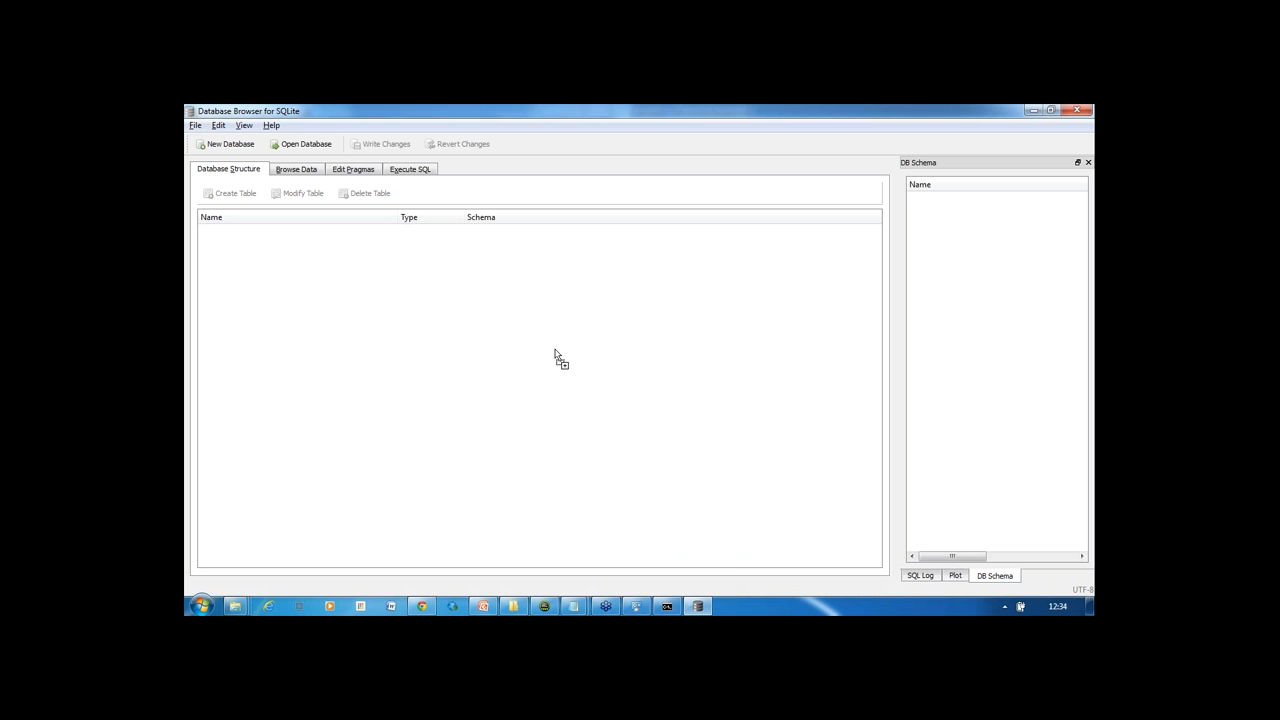 Database Browser for SQLite
File Edit View Help
New Database Open Database Write Changes Revert Changes
Database Structure Browse Data Edit Pragmas Execute SQL
DB Schema
Create Table Modify Table Delete Table
Name
Name Type Schema
SQL Log Plot DB Schema
UTF-8
12:34